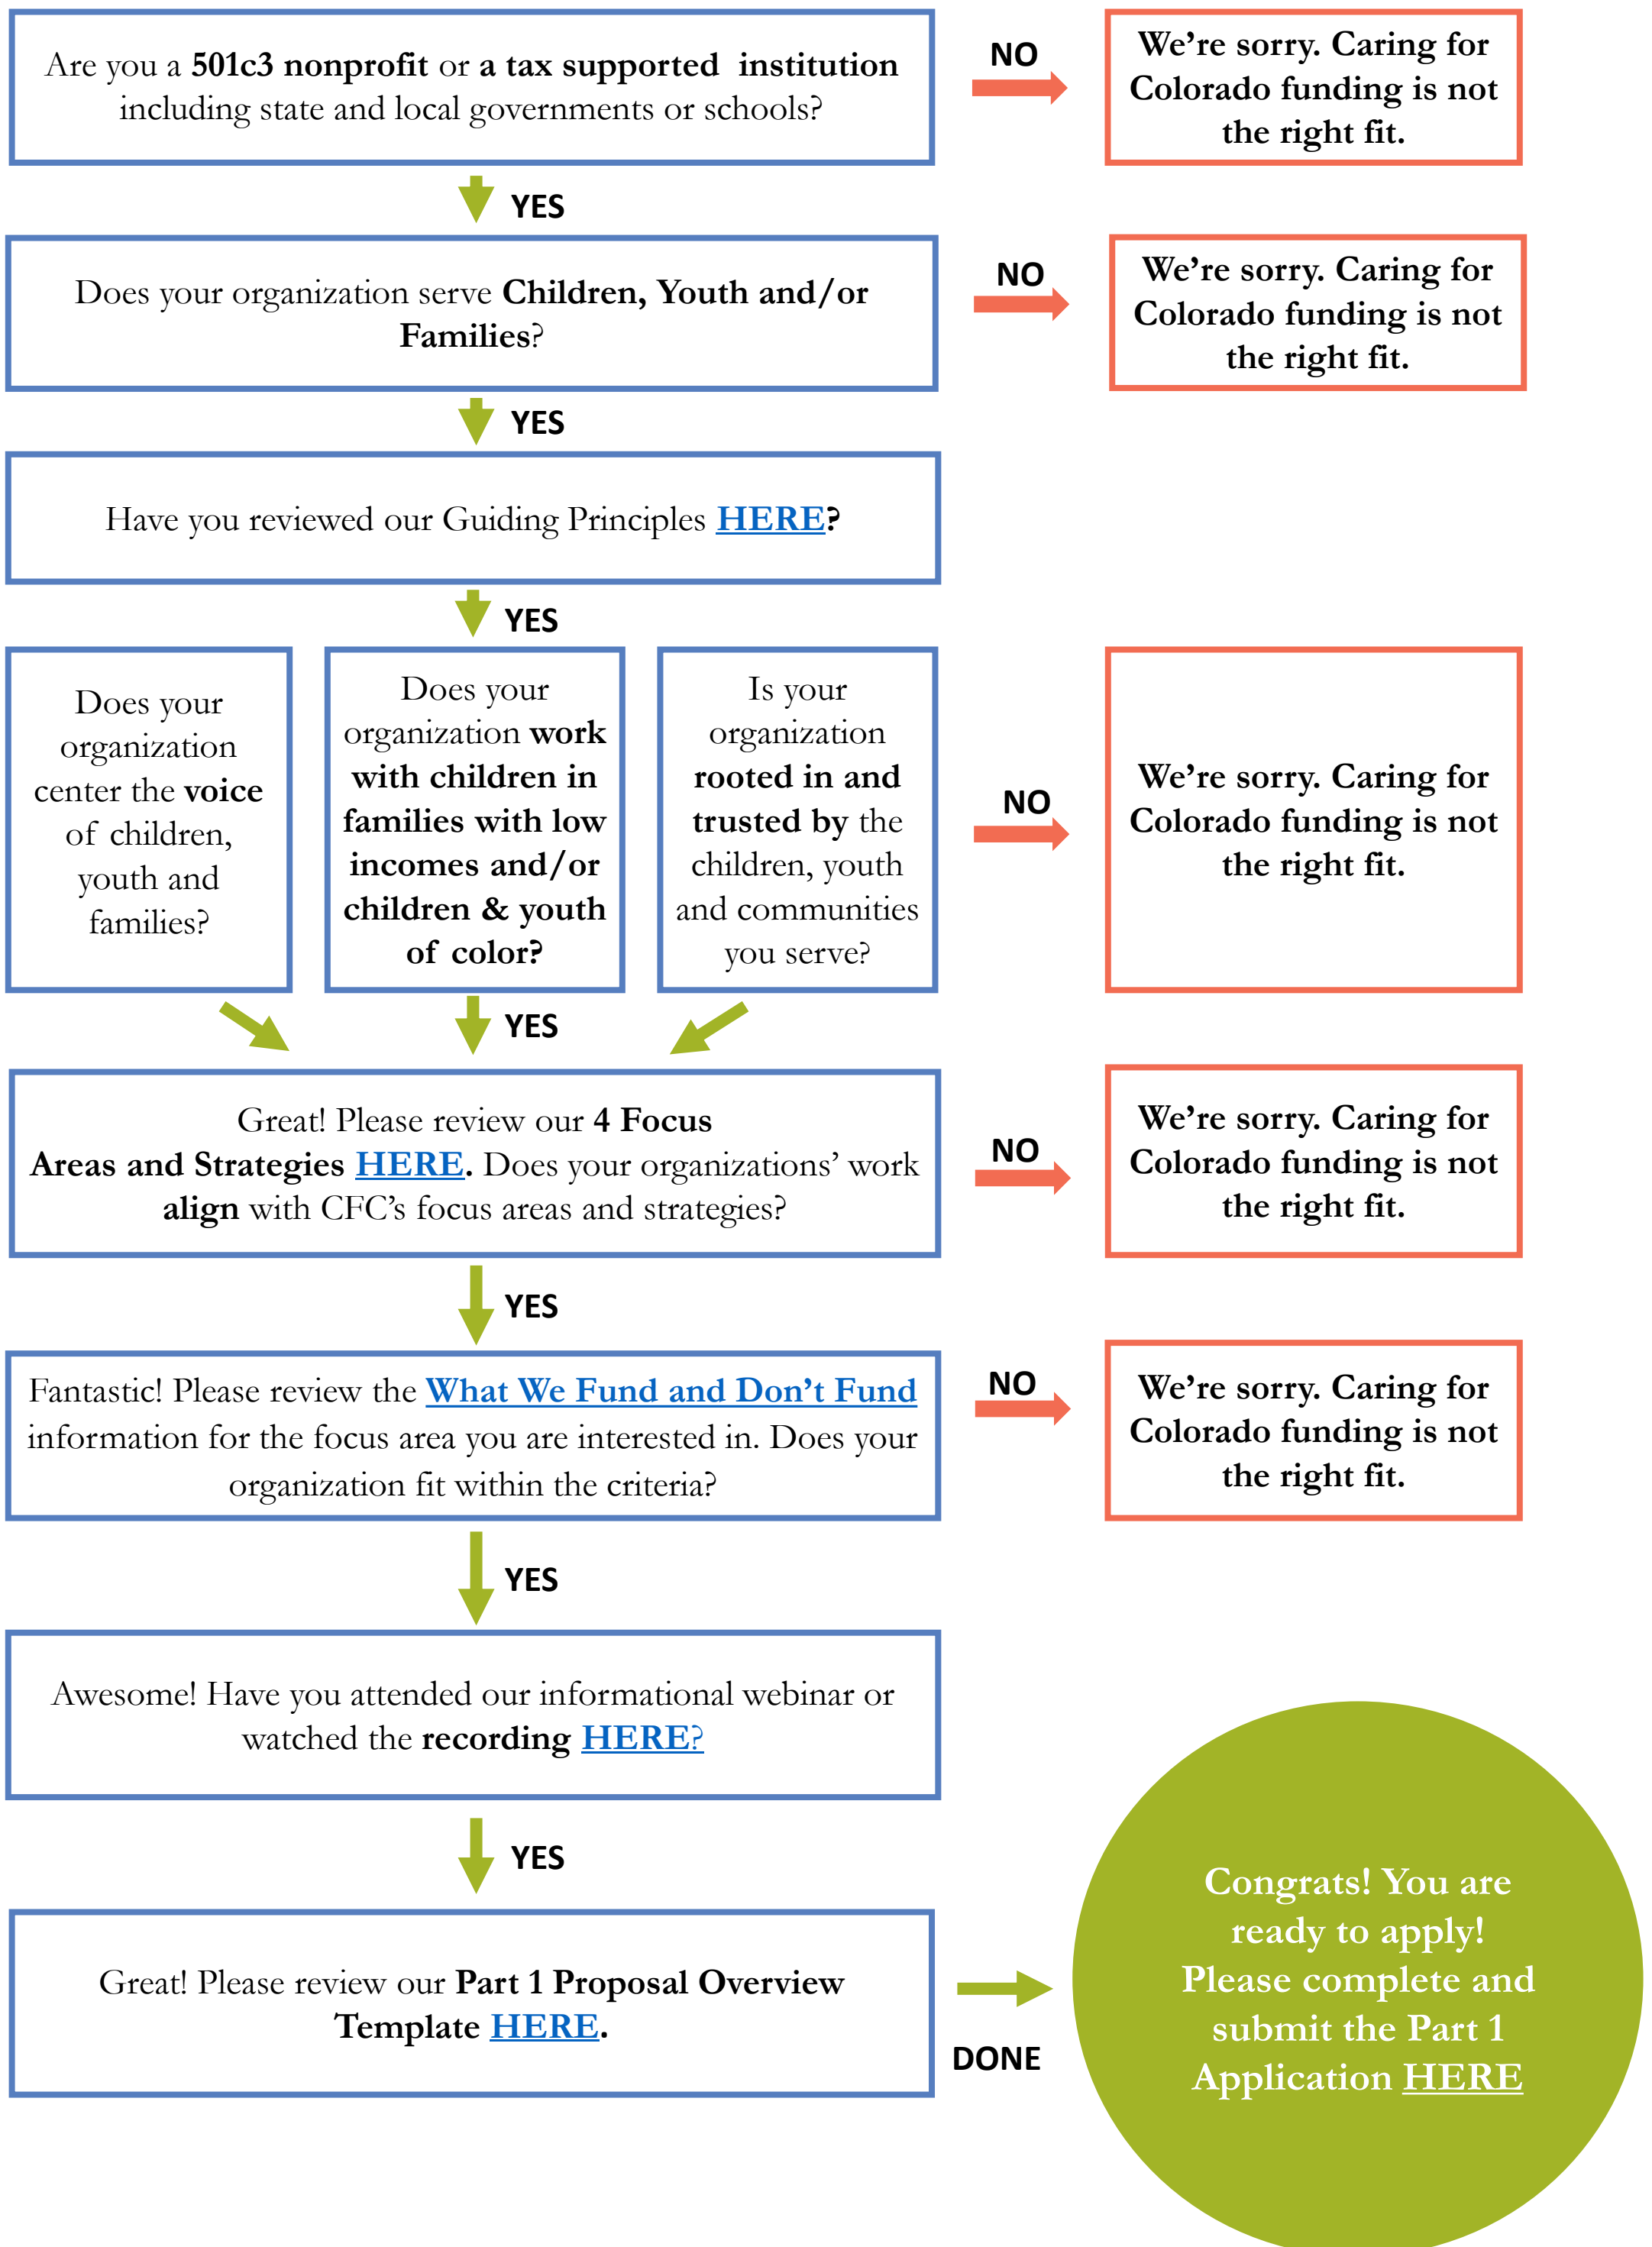 Are you a 501c3 nonprofit or a tax supported institution
including state and local governments or schools?
NO
We’re sorry. Caring for
Colorado funding is not
the right fit.
YES
Does your organization serve Children, Youth and/or
Families?
NO
We’re sorry. Caring for
Colorado funding is not
the right fit.
YES
Have you reviewed our Guiding Principles HERE?
YES
Does your
organization
center the voice
of children,
youth and
families?
Does your
organization work
with children in
families with low
incomes and/or
children & youth
of color?
Is your
organization
rooted in and
trusted by the
children, youth
and communities
you serve?
NO
We’re sorry. Caring for
Colorado funding is not
the right fit.
YES
Great! Please review our 4 Focus
Areas and Strategies HERE. Does your organizations’ work
align with CFC’s focus areas and strategies?
NO
We’re sorry. Caring for
Colorado funding is not
the right fit.
YES
Fantastic! Please review the What We Fund and Don’t Fund
information for the focus area you are interested in. Does your
organization fit within the criteria?
NO
We’re sorry. Caring for
Colorado funding is not
the right fit.
YES
Awesome! Have you attended our informational webinar or
watched the recording HERE?
YES
Great! Please review our Part 1 Proposal Overview
Template HERE.
DONE
Congrats! You are
ready to apply!
Please complete and
submit the Part 1
Application HERE